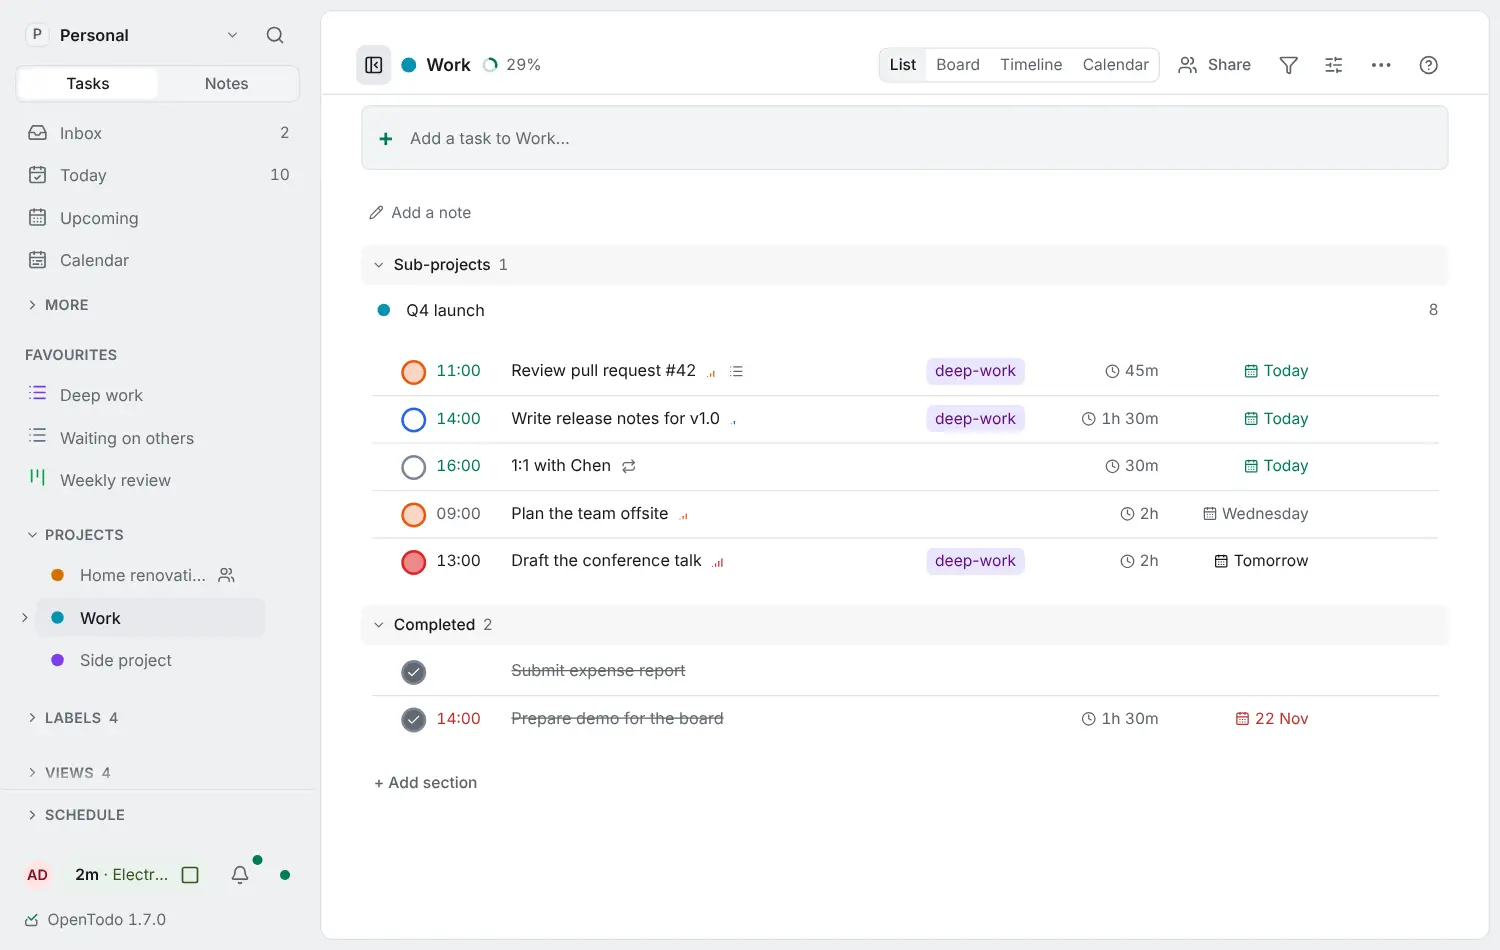 P Personal
Tasks Notes
Inbox 2
Today 10
Upcoming
Calendar
MORE
FAVOURITES
Deep work
Waiting on others
Weekly review
PROJECTS
Home renovati...
Work
Side project
LABELS 4
VIEWS 4
SCHEDULE
AD 2m · Electr...
OpenTodo 1.7.0
Work 29% List Board Timeline Calendar Share
Add a task to Work...
Add a note
Sub-projects 1
Q4 launch 8
11:00 Review pull request #42 deep-work 45m Today
14:00 Write release notes for v1.0 deep-work 1h 30m Today
16:00 1:1 with Chen 30m Today
09:00 Plan the team offsite 2h Wednesday
13:00 Draft the conference talk deep-work 2h Tomorrow
Completed 2
Submit expense report
14:00 Prepare demo for the board 1h 30m 22 Nov
+ Add section